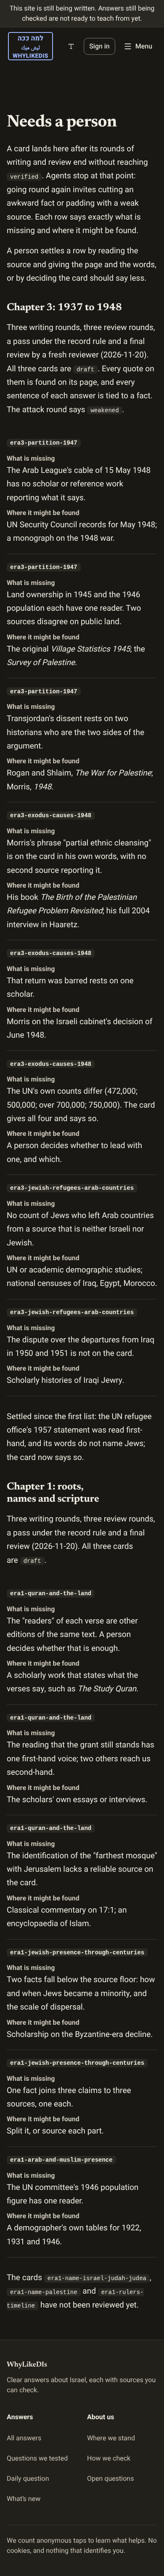 This site is still being written. Answers still being
checked are not ready to teach from yet.
למה ככה
ليش هيك
WHYLIKEDIS
T
Sign in
Menu
Needs a person
A card lands here after its rounds of
writing and review end without reaching
verified. Agents stop at that point:
going round again invites cutting an
awkward fact or padding with a weak
source. Each row says exactly what is
missing and where it might be found.
A person settles a row by reading the
source and giving the page and the words,
or by deciding the card should say less.
Chapter 3: 1937 to 1948
Three writing rounds, three review rounds,
a pass under the record rule and a final
review by a fresh reviewer (2026-11-20).
All three cards are draft. Every quote on
them is found on its page, and every
sentence of each answer is tied to a fact.
The attack round says weakened.
era3-partition-1947
What is missing
The Arab League's cable of 15 May 1948
has no scholar or reference work
reporting what it says.
Where it might be found
UN Security Council records for May 1948;
a monograph on the 1948 war.
era3-partition-1947
What is missing
Land ownership in 1945 and the 1946
population each have one reader. Two
sources disagree on public land.
Where it might be found
The original Village Statistics 1945; the
Survey of Palestine.
era3-partition-1947
What is missing
Transjordan's dissent rests on two
historians who are the two sides of the
argument.
Where it might be found
Rogan and Shlaim, The War for Palestine;
Morris, 1948.
era3-exodus-causes-1948
What is missing
Morris's phrase "partial ethnic cleansing"
is on the card in his own words, with no
second source reporting it.
Where it might be found
His book The Birth of the Palestinian
Refugee Problem Revisited; his full 2004
interview in Haaretz.
era3-exodus-causes-1948
What is missing
That return was barred rests on one
scholar.
Where it might be found
Morris on the Israeli cabinet's decision of
June 1948.
era3-exodus-causes-1948
What is missing
The UN's own counts differ (472,000;
500,000; over 700,000; 750,000). The card
gives all four and says so.
Where it might be found
A person decides whether to lead with
one, and which.
era3-jewish-refugees-arab-countries
What is missing
No count of Jews who left Arab countries
from a source that is neither Israeli nor
Jewish.
Where it might be found
UN or academic demographic studies;
national censuses of Iraq, Egypt, Morocco.
era3-jewish-refugees-arab-countries
What is missing
The dispute over the departures from Iraq
in 1950 and 1951 is not on the card.
Where it might be found
Scholarly histories of Iraqi Jewry.
Settled since the first list: the UN refugee
office's 1957 statement was read first-
hand, and its words do not name Jews;
the card now says so.
Chapter 1: roots,
names and scripture
Three writing rounds, three review rounds,
a pass under the record rule and a final
review (2026-11-20). All three cards
are draft.
era1-quran-and-the-land
What is missing
The "readers" of each verse are other
editions of the same text. A person
decides whether that is enough.
Where it might be found
A scholarly work that states what the
verses say, such as The Study Quran.
era1-quran-and-the-land
What is missing
The reading that the grant still stands has
one first-hand voice; two others reach us
second-hand.
Where it might be found
The scholars' own essays or interviews.
era1-quran-and-the-land
What is missing
The identification of the "farthest mosque"
with Jerusalem lacks a reliable source on
the card.
Where it might be found
Classical commentary on 17:1; an
encyclopaedia of Islam.
era1-jewish-presence-through-centuries
What is missing
Two facts fall below the source floor: how
and when Jews became a minority, and
the scale of dispersal.
Where it might be found
Scholarship on the Byzantine-era decline.
era1-jewish-presence-through-centuries
What is missing
One fact joins three claims to three
sources, one each.
Where it might be found
Split it, or source each part.
era1-arab-and-muslim-presence
What is missing
The UN committee's 1946 population
figure has one reader.
Where it might be found
A demographer's own tables for 1922,
1931 and 1946.
The cards era1-name-israel-judah-judea,
era1-name-palestine and era1-rulers-
timeline have not been reviewed yet.
WhyLikeDIs
Clear answers about Israel, each with sources you
can check.
Answers
About us
All answers
Where we stand
Questions we tested
How we check
Daily question
Open questions
What's new
We count anonymous taps to learn what helps. No
cookies, and nothing that identifies you.